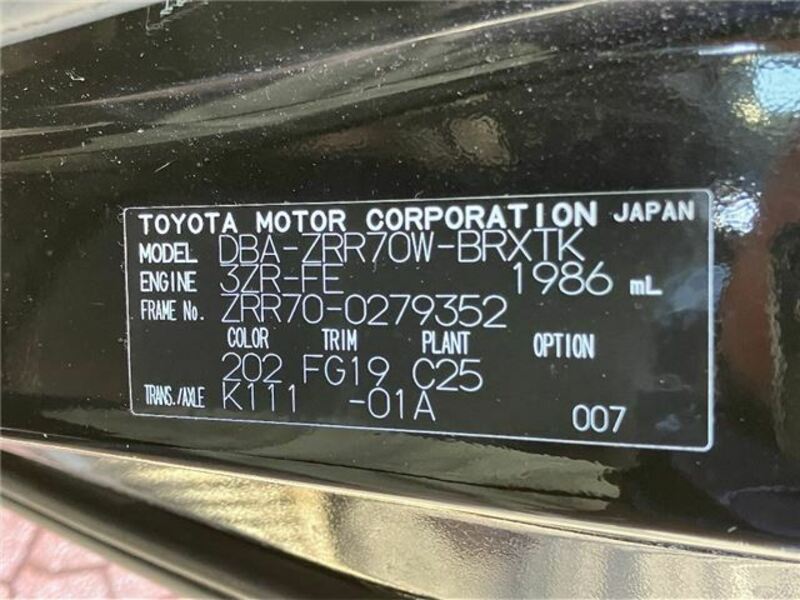 TOYOTA MOTOR CORPORATION JAPAN
MODEL DBA-ZRR70W-BRXTK
ENGINE 3ZR-FE 1986 mL
FRAME No. ZRR70-0279352
COLOR TRIM PLANT OPTION
202 FG19 C25
TRANS./AXLE K111 -01A 007